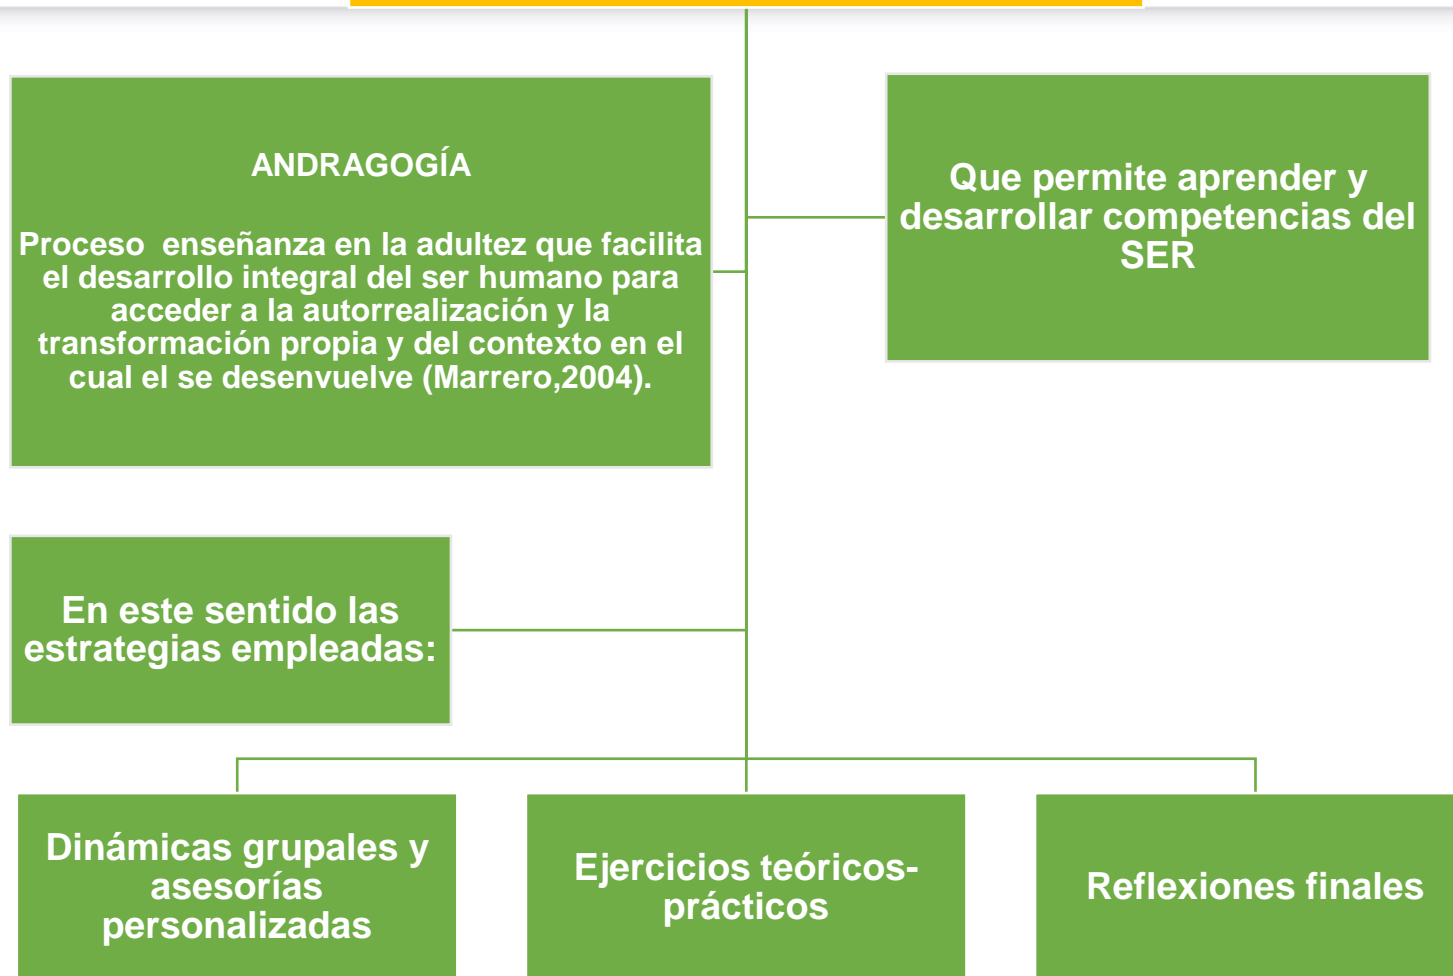 ANDRAGOGÍA
Proceso enseñanza en la adultez que facilita
el desarrollo integral del ser humano para
acceder a la autorrealización y la
transformación propia y del contexto en el
cual el se desenvuelve (Marrero,2004).
Que permite aprender y
desarrollar competencias del
SER
En este sentido las
estrategias empleadas:
Dinámicas grupales y
asesorías
personalizadas
Ejercicios teóricos-
prácticos
Reflexiones finales